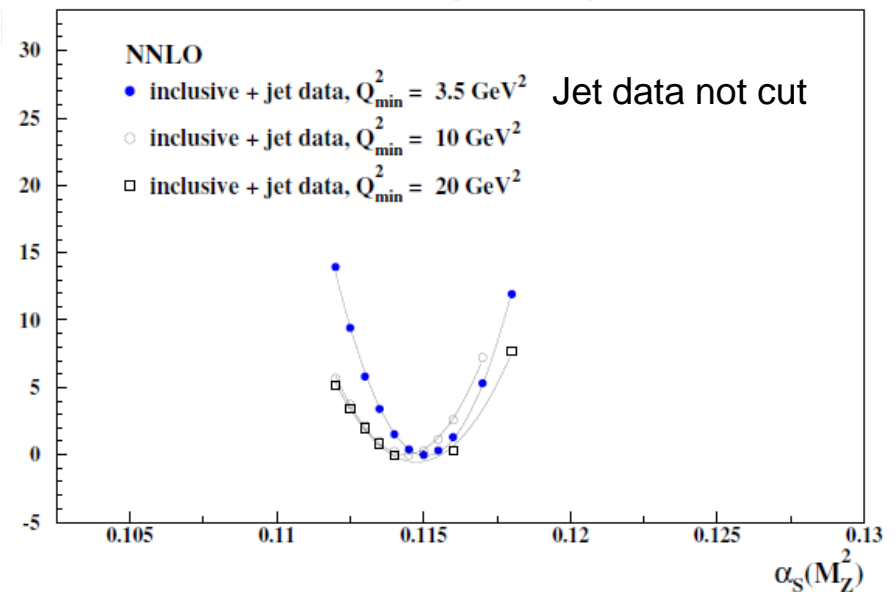 NNLO
inclusive + jet data, Q²min = 3.5 GeV² Jet data not cut
inclusive + jet data, Q²min = 10 GeV²
inclusive + jet data, Q²min = 20 GeV²
30
25
20
15
10
5
0
-5
0.105 0.11 0.115 0.12 0.125 0.13
αS(M²Z)